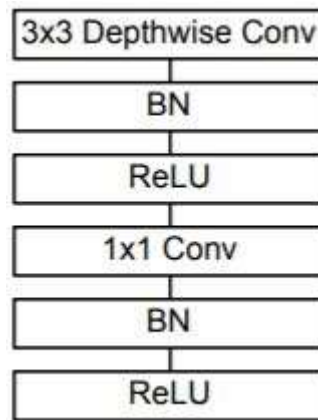 3x3 Depthwise Conv
BN
ReLU
1x1 Conv
BN
ReLU